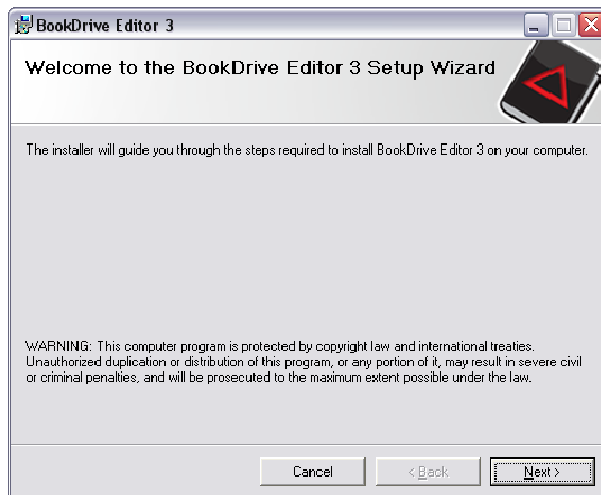 BookDrive Editor 3
Welcome to the BookDrive Editor 3 Setup Wizard
The installer will guide you through the steps required to install BookDrive Editor 3 on your computer.
WARNING: This computer program is protected by copyright law and international treaties.
Unauthorized duplication or distribution of this program, or any portion of it, may result in severe civil
or criminal penalties, and will be prosecuted to the maximum extent possible under the law.
Cancel < Back Next >